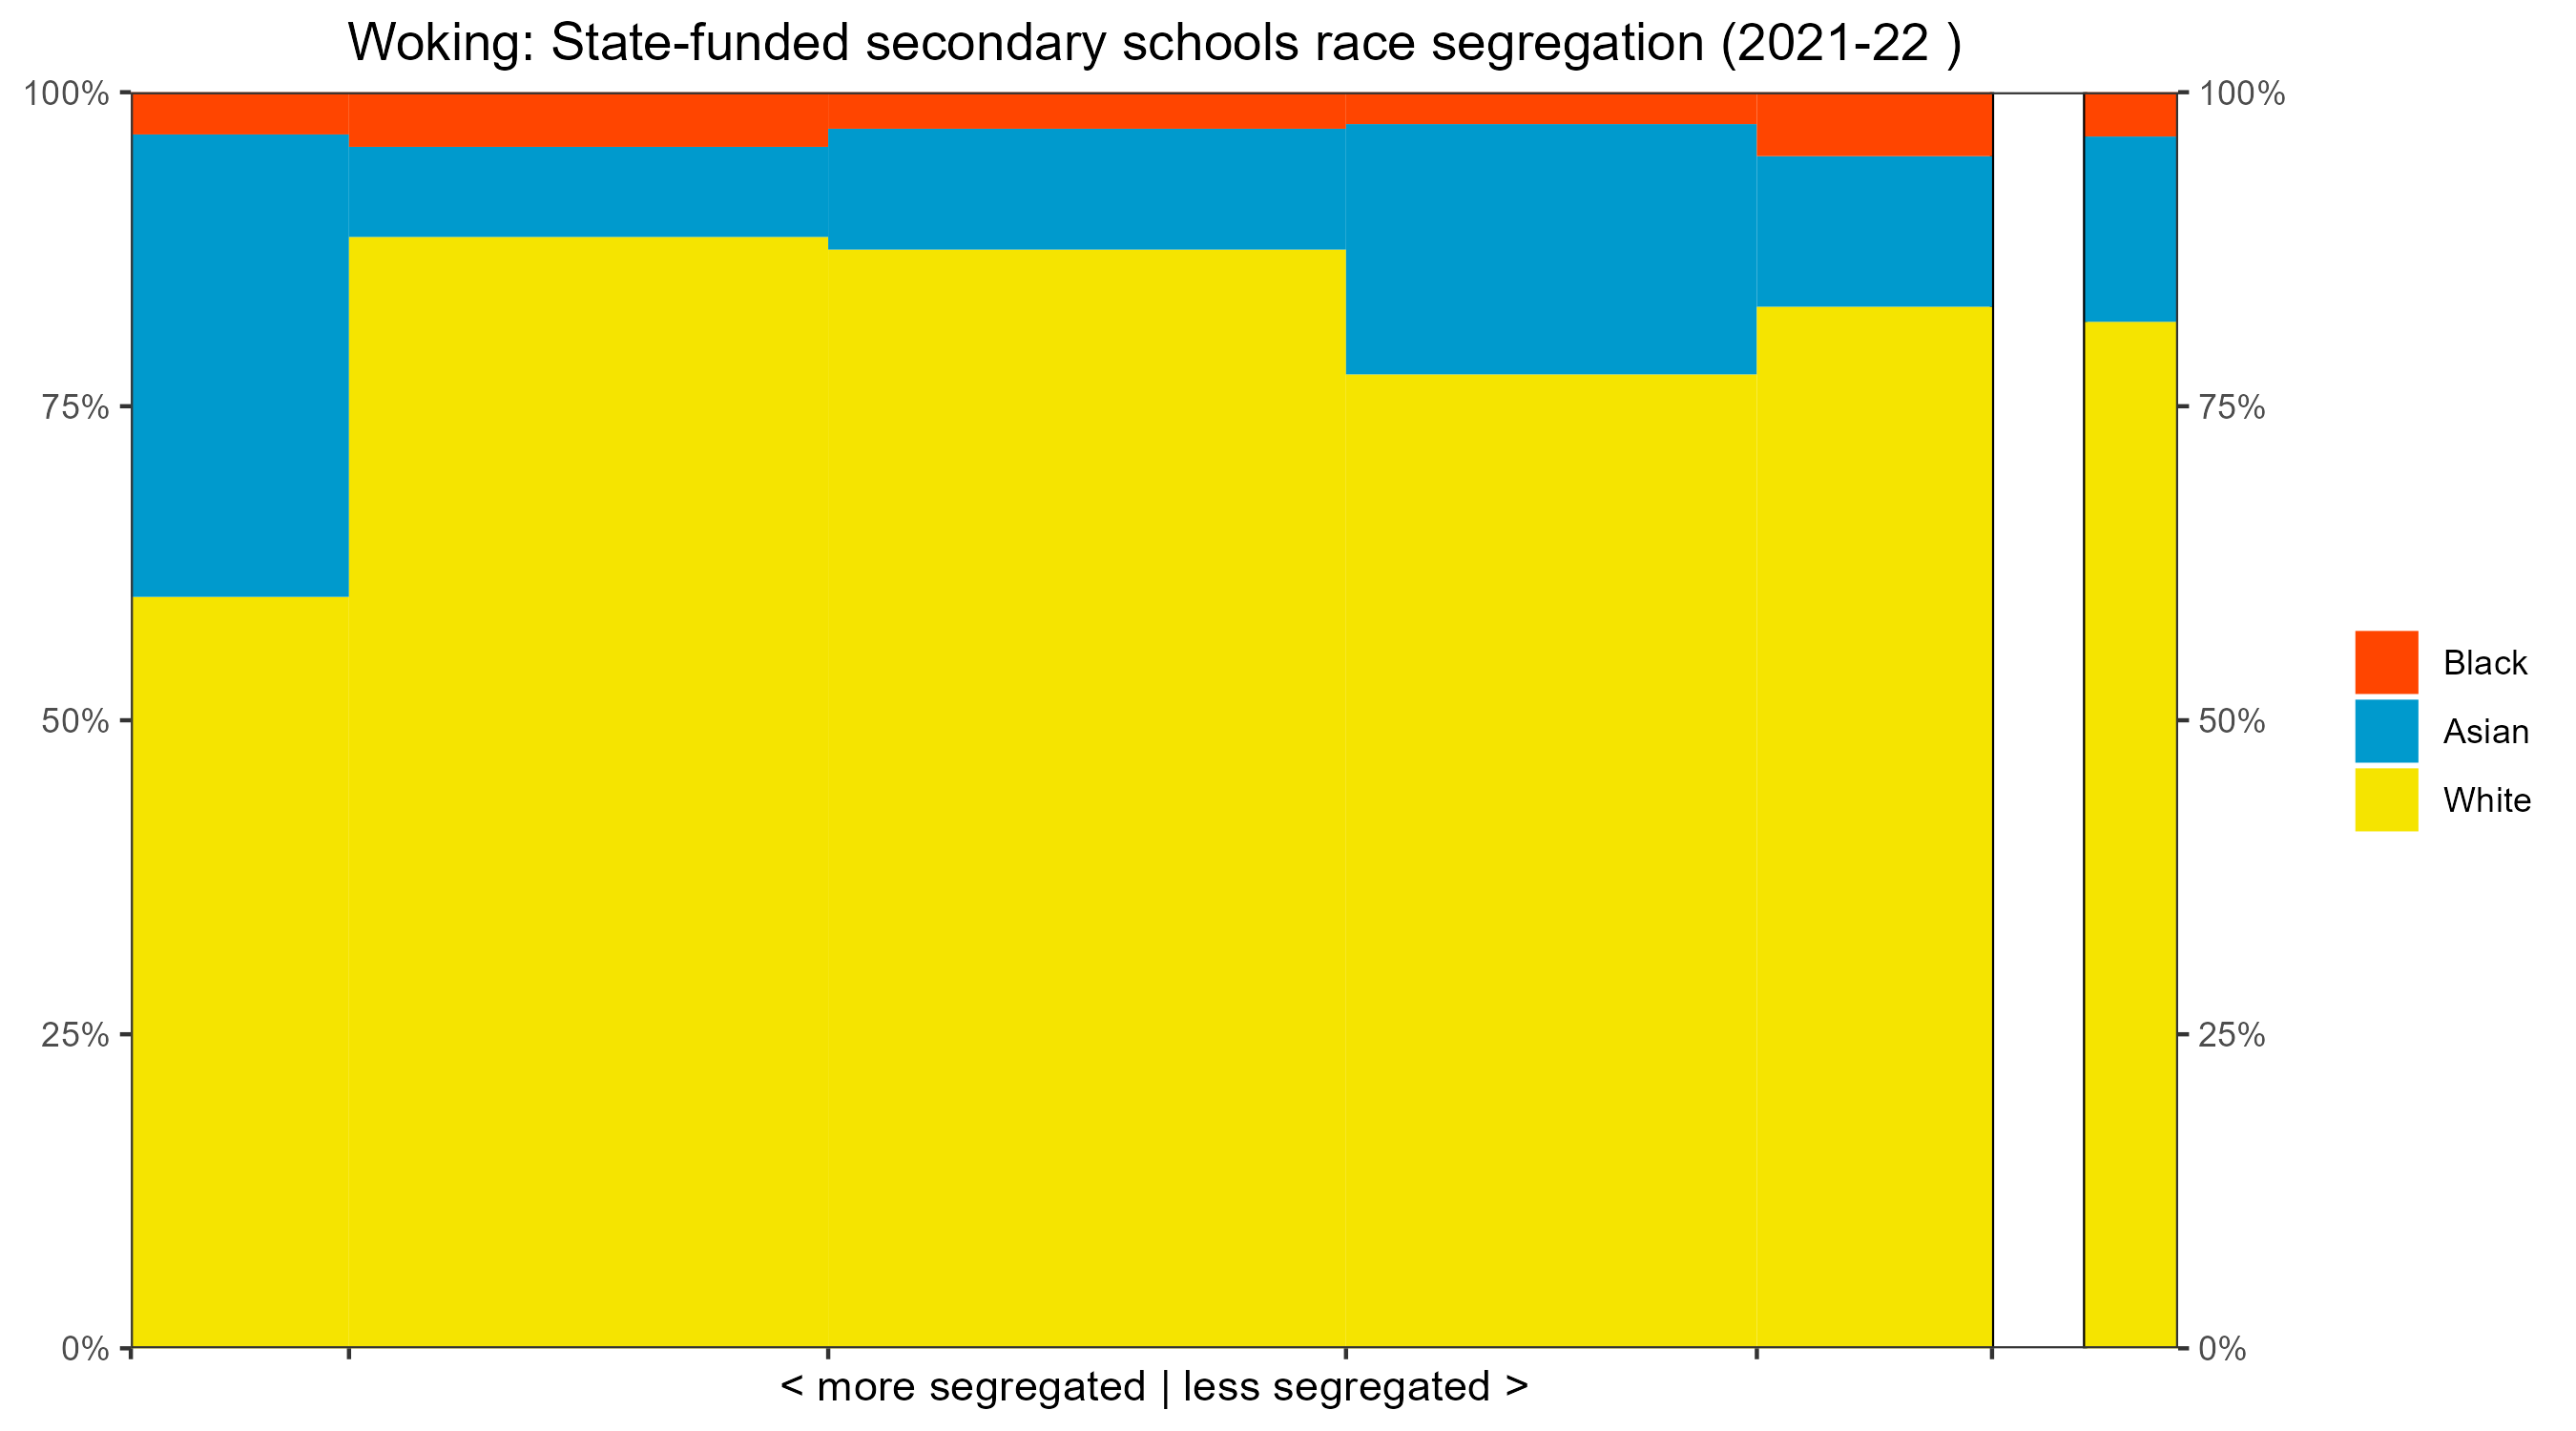 Woking: State-funded secondary schools race segregation (2021-22 )
100%
75%
50%
25%
0%
100%
75%
50%
25%
0%
Black
Asian
White
< more segregated | less segregated >